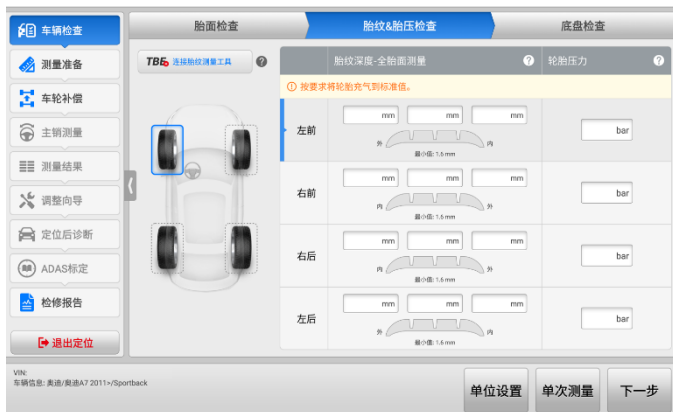 车辆检查
胎面检查
胎纹&胎压检查
底盘检查
测量准备
车轮补偿
主销测量
测量结果
调整向导
定位后诊断
ADAS标定
检修报告
退出定位
TBE 连接胎纹测量工具
胎纹深度-全胎面测量
轮胎压力
按要求将轮胎充气到标准值。
左前
mm mm mm
外 内
最小值: 1.6 mm
bar
右前
mm mm mm
内 外
最小值: 1.6 mm
bar
右后
mm mm mm
内 外
最小值: 1.6 mm
bar
左后
mm mm mm
外 内
最小值: 1.6 mm
bar
VIN:
车辆信息: 奥迪/奥迪A7 2011>/Sportback
单位设置
单次测量
下一步